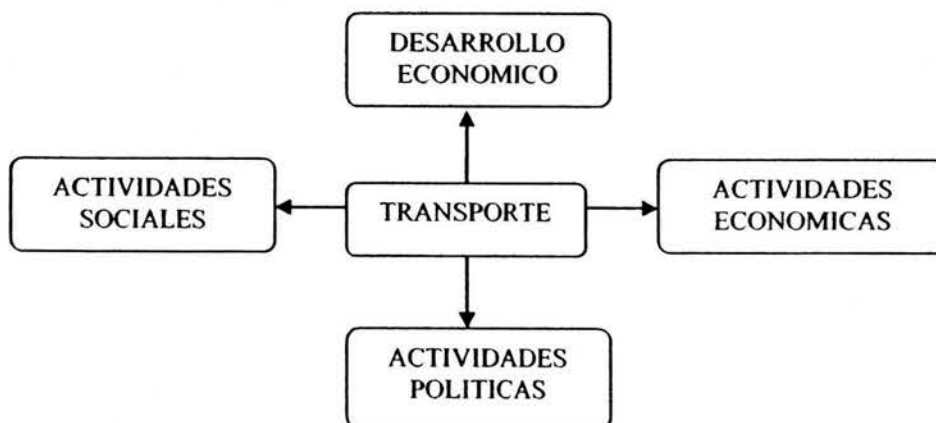 DESARROLLO
ECONOMICO
ACTIVIDADES
SOCIALES
TRANSPORTE
ACTIVIDADES
ECONOMICAS
ACTIVIDADES
POLITICAS